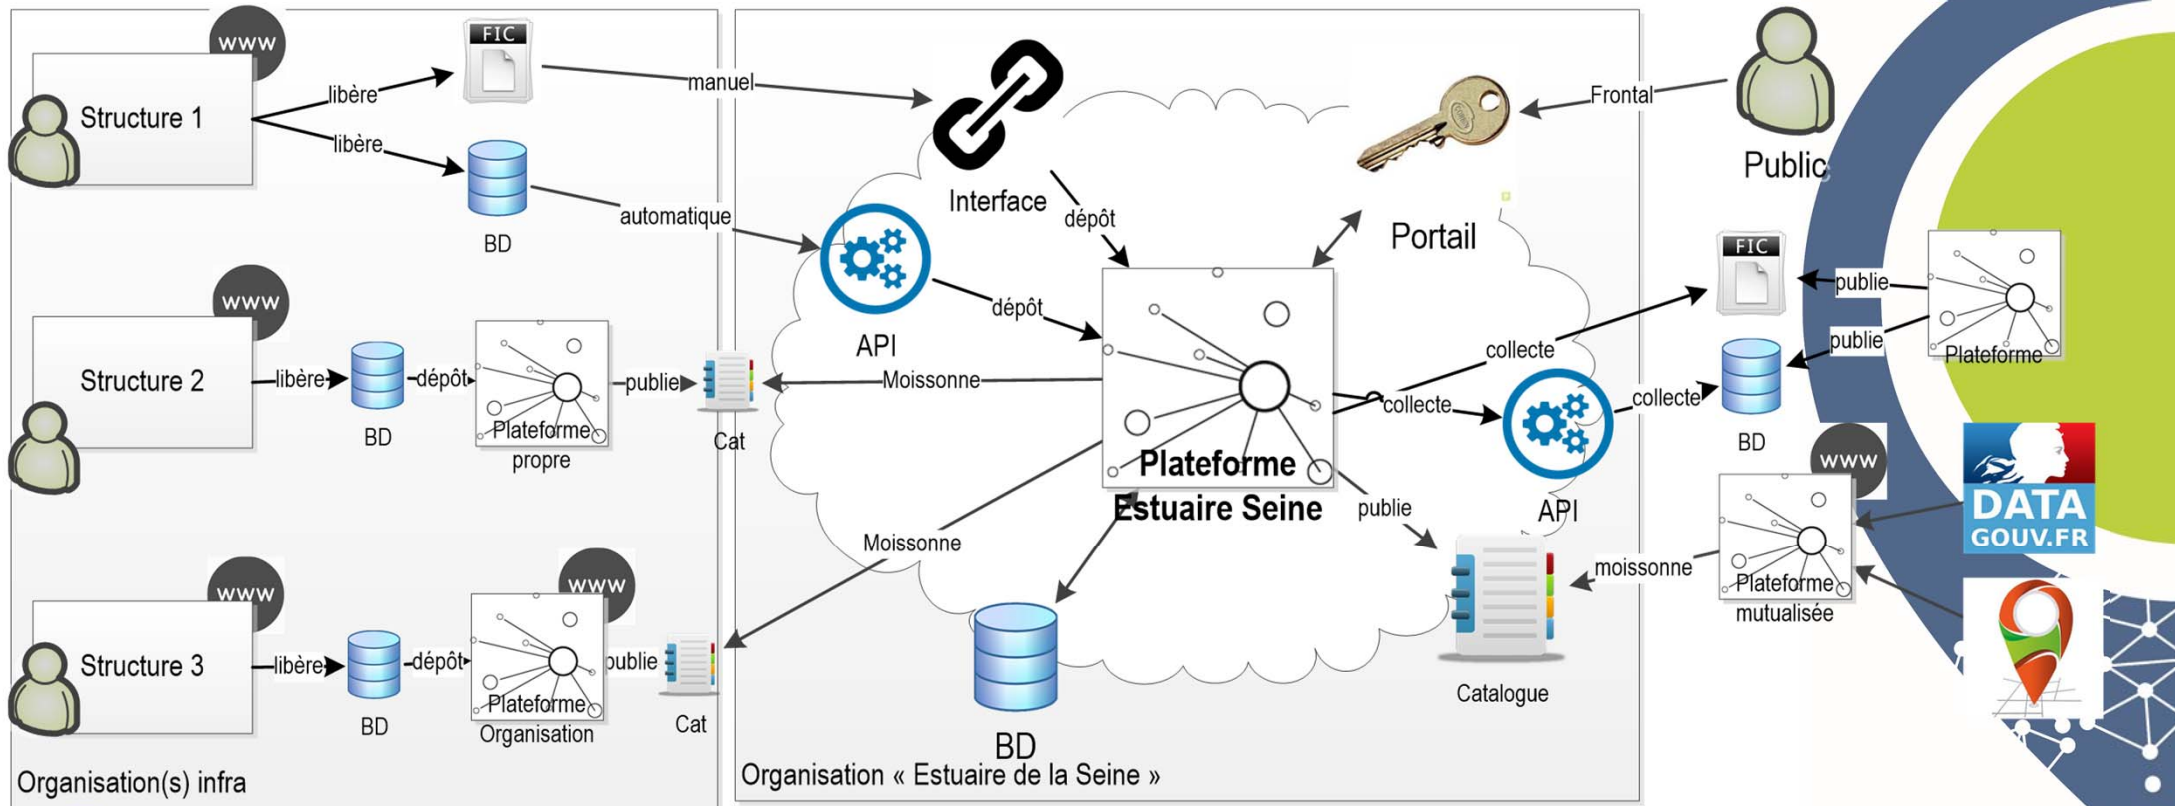 www
FIC
Structure 1
libère
libère
manuel
BD
automatique
Interface
dépôt
API
dépôt
Portail
Frontal
Public
www
Structure 2
libère
BD
dépôt
Plateforme
propre
publie
Cat
Moissonne
Moissonne
Plateforme
Estuaire Seine
collecte
collecte
API
collecte
publie
FIC
BD
publie
publie
Plateforme
www
DATA
GOUV.FR
Plateforme
mutualisée
moissonne
Catalogue
BD
www
Structure 3
libère
BD
dépôt
www
Plateforme
Organisation
publie
Cat
Organisation(s) infra
Organisation « Estuaire de la Seine »